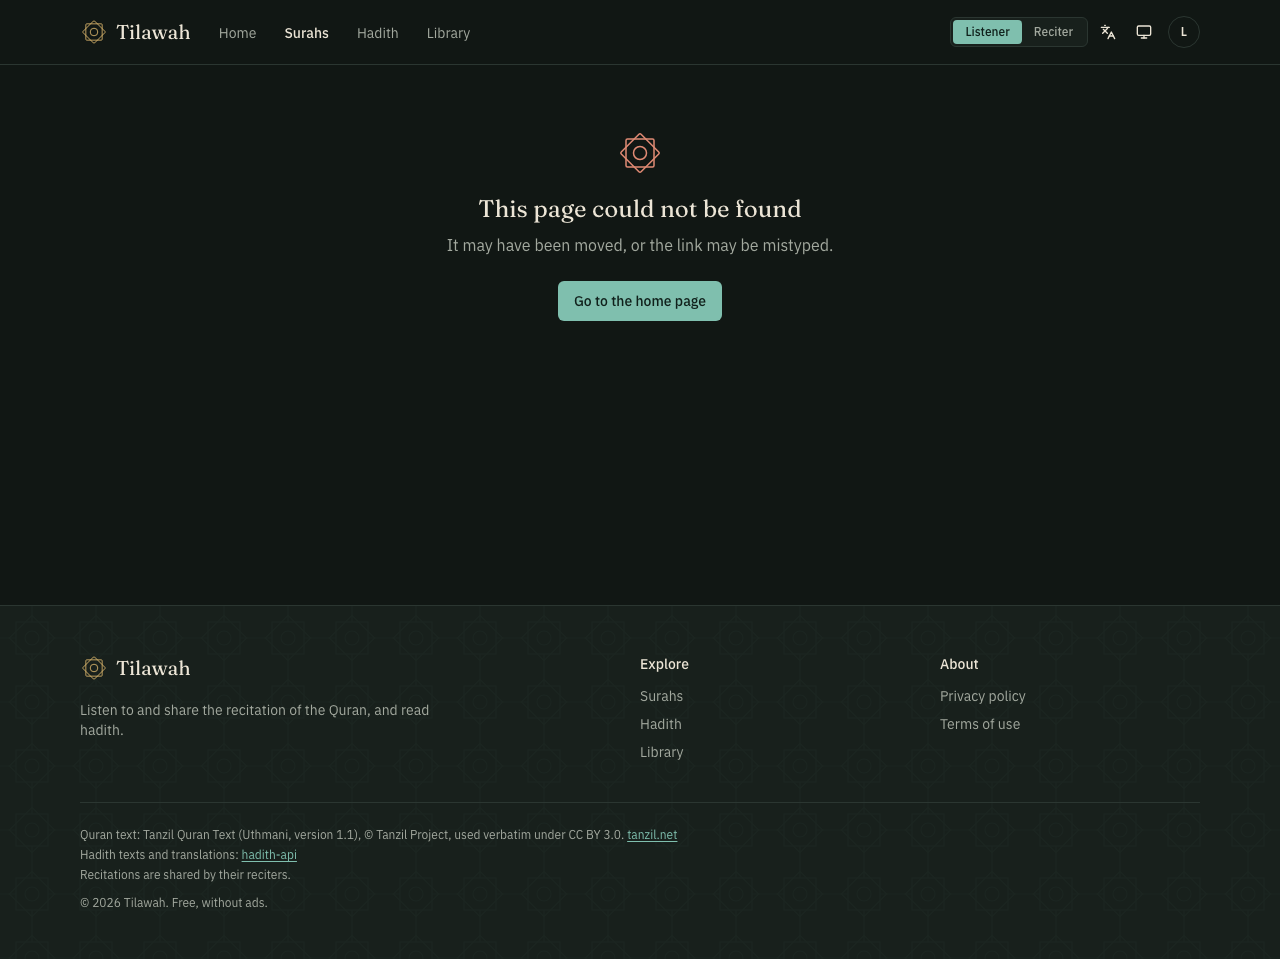 Tilawah
Home
Surahs
Hadith
Library
Listener
Reciter
L
This page could not be found
It may have been moved, or the link may be mistyped.
Go to the home page
Tilawah
Listen to and share the recitation of the Quran, and read
hadith.
Explore
Surahs
Hadith
Library
About
Privacy policy
Terms of use
Quran text: Tanzil Quran Text (Uthmani, version 1.1), © Tanzil Project, used verbatim under CC BY 3.0. tanzil.net
Hadith texts and translations: hadith-api
Recitations are shared by their reciters.
© 2026 Tilawah. Free, without ads.